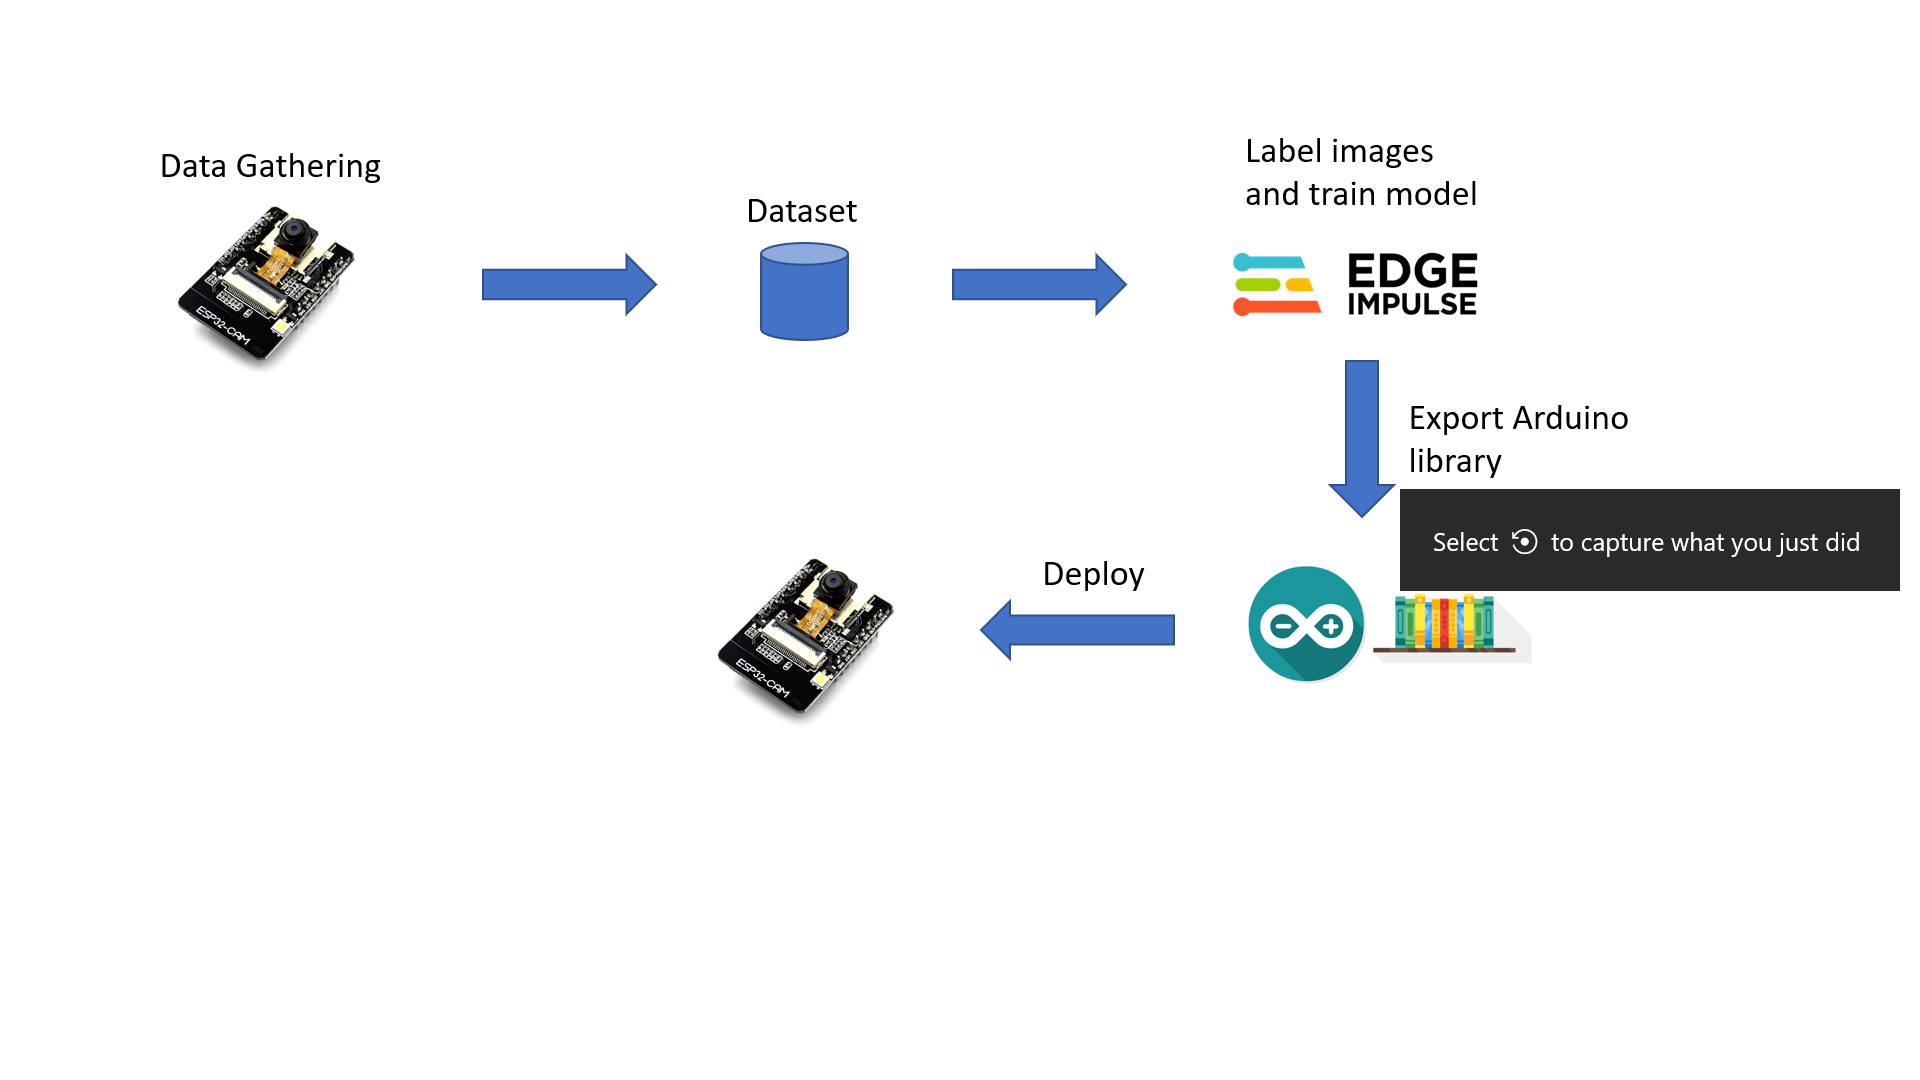 Data Gathering
Dataset
Label images
and train model
ESP32-CAM
EDGE
IMPULSE
Export Arduino
library
Select to capture what you just did
Deploy
ESP32-CAM